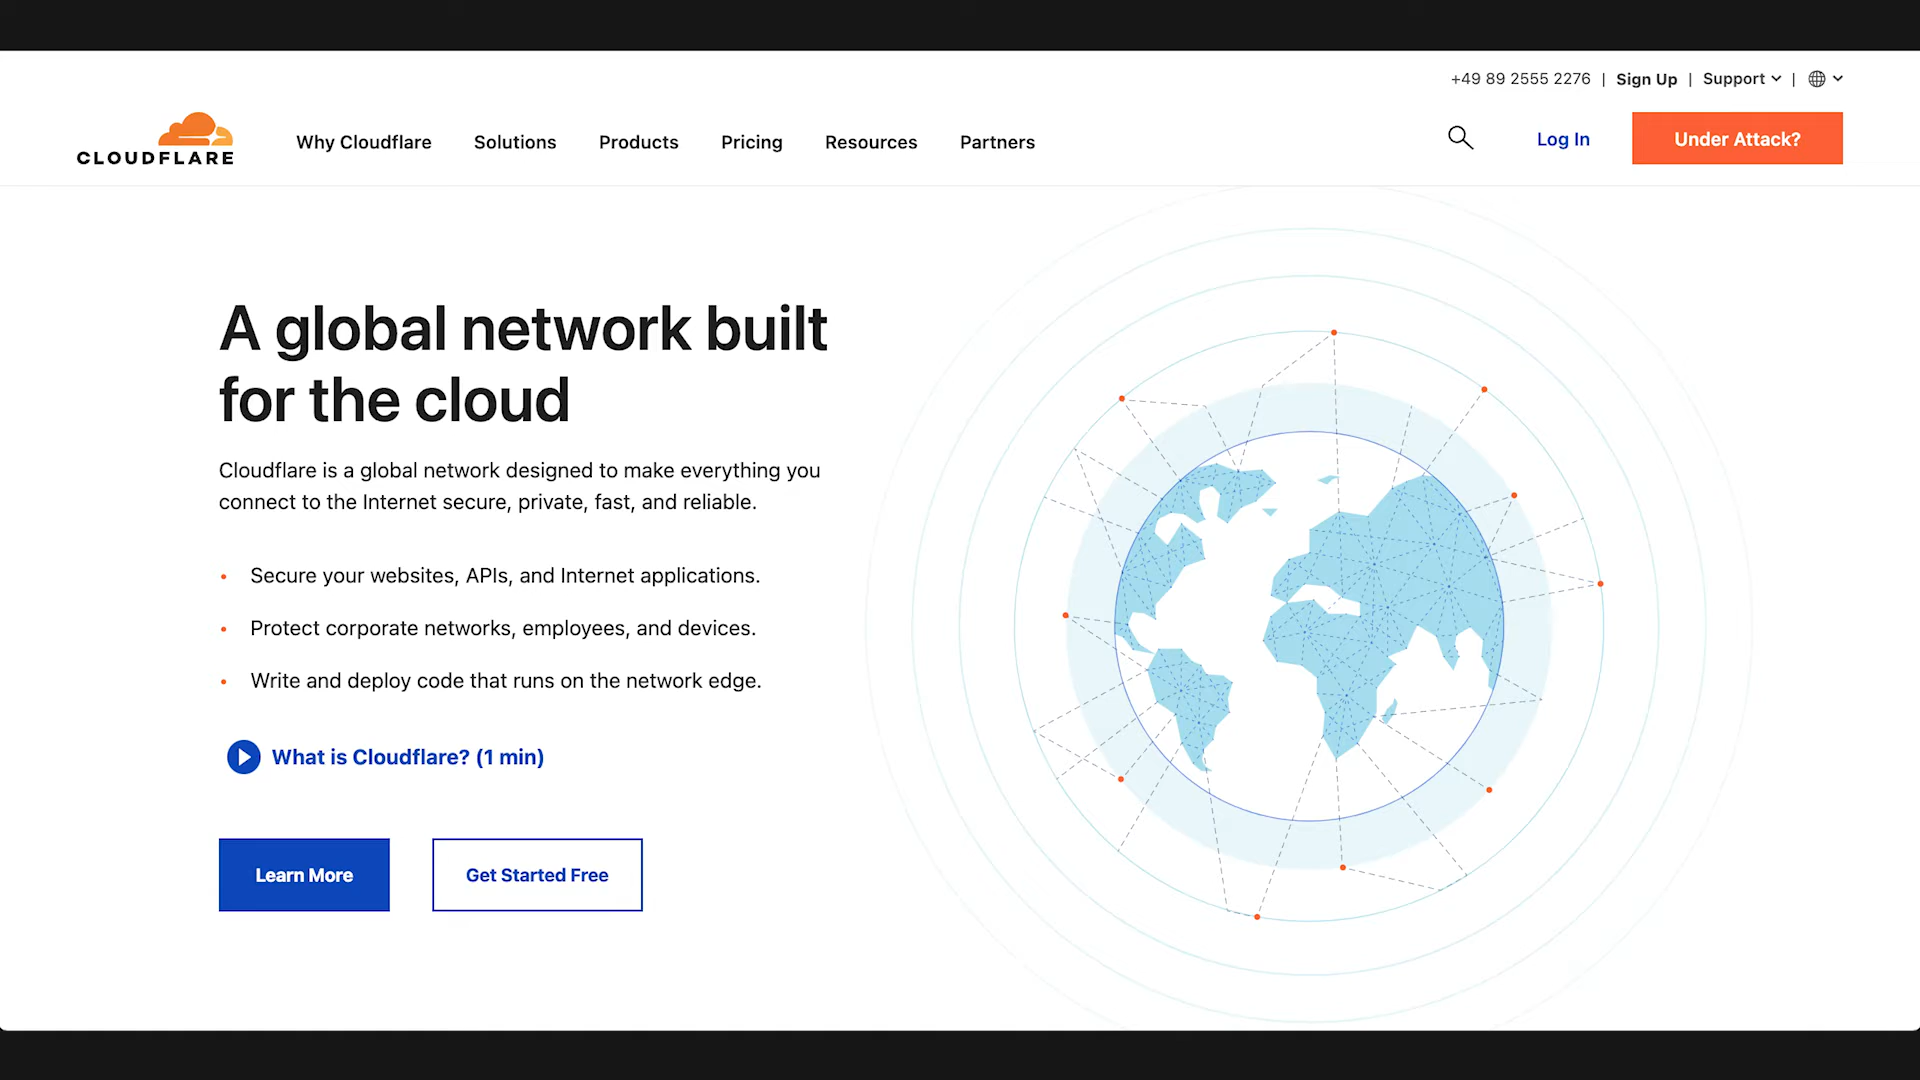 +49 89 2555 2276 | Sign Up | Support |
CLOUDFLARE
Why Cloudflare Solutions Products Pricing Resources Partners Log In Under Attack?
A global network built
for the cloud
Cloudflare is a global network designed to make everything you
connect to the Internet secure, private, fast, and reliable.
• Secure your websites, APIs, and Internet applications.
• Protect corporate networks, employees, and devices.
• Write and deploy code that runs on the network edge.
What is Cloudflare? (1 min)
Learn More Get Started Free